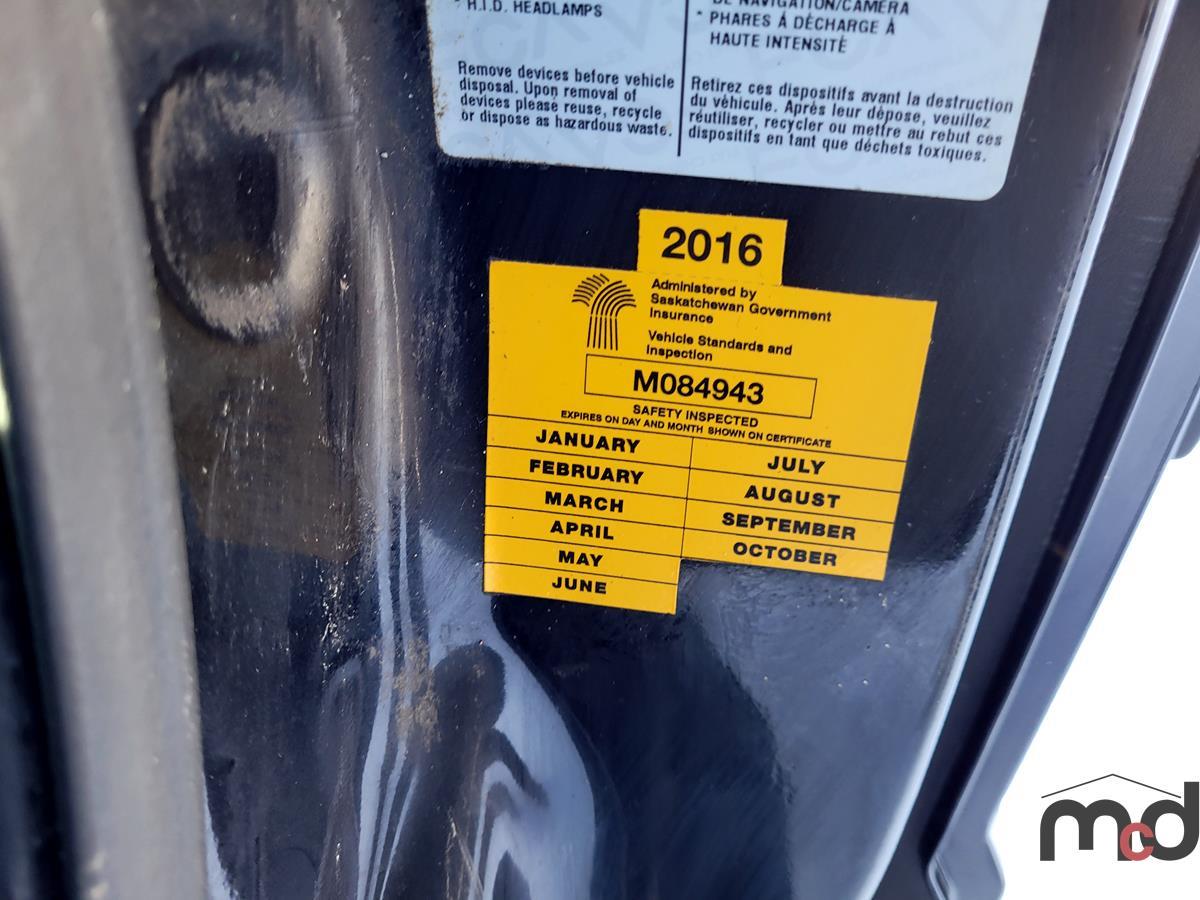 - H.I.D. HEADLAMPS
Remove devices before vehicle
disposal. Upon removal of
devices please reuse, recycle
or dispose as hazardous waste.
DE NAVIGATION/CAMÉRA
- PHARES À DÉCHARGE À
HAUTE INTENSITÉ
Retirez ces dispositifs avant la destruction
du véhicule. Après leur dépose, veuillez
réutiliser, recycler ou mettre au rebut ces
dispositifs en tant que déchets toxiques.
2016
Administered by
Saskatchewan Government
Insurance
Vehicle Standards and
Inspection
M084943
SAFETY INSPECTED
EXPIRES ON DAY AND MONTH SHOWN ON CERTIFICATE
JANUARY
FEBRUARY
MARCH
APRIL
MAY
JUNE
JULY
AUGUST
SEPTEMBER
OCTOBER
mcd